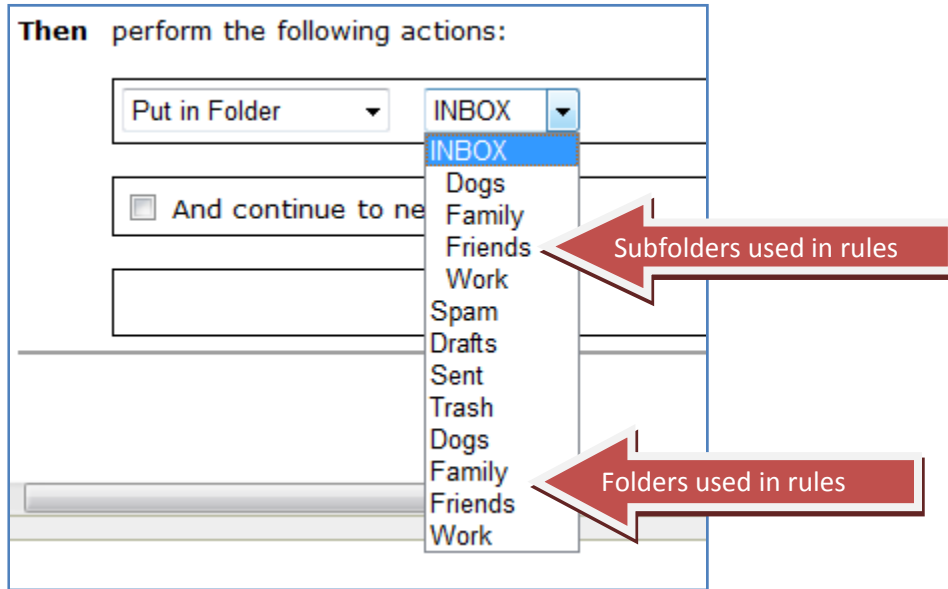 Then perform the following actions:
Put in Folder
INBOX
INBOX
Dogs
And continue to ne
Family
Friends
Subfolders used in rules
Work
Spam
Drafts
Sent
Trash
Dogs
Family
Folders used in rules
Friends
Work